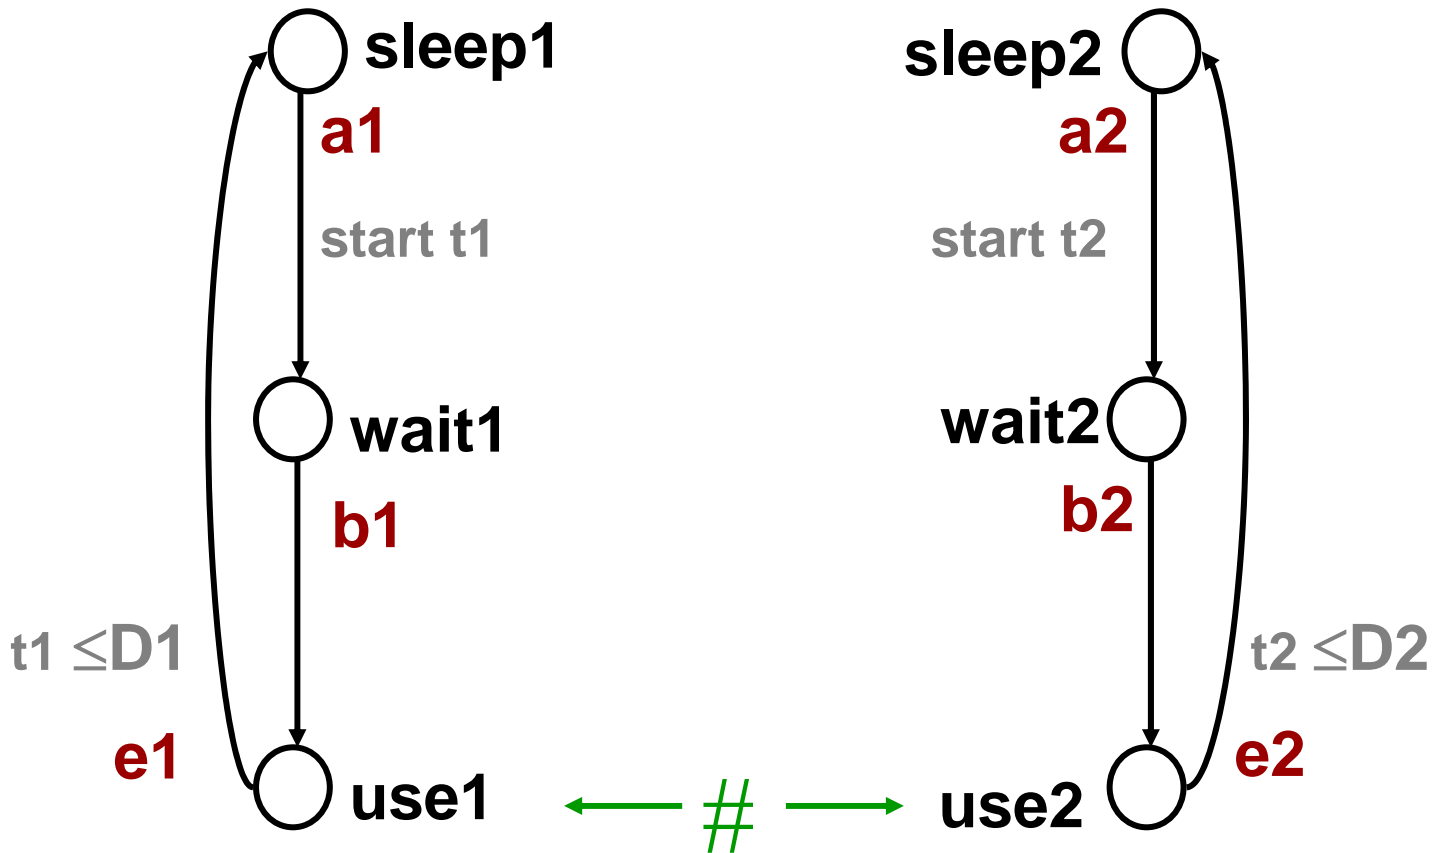 sleep1
sleep2
a1
a2
start t1
start t2
wait1
wait2
b1
b2
t1 ≤D1
t2 ≤D2
e1
e2
use1
#
use2